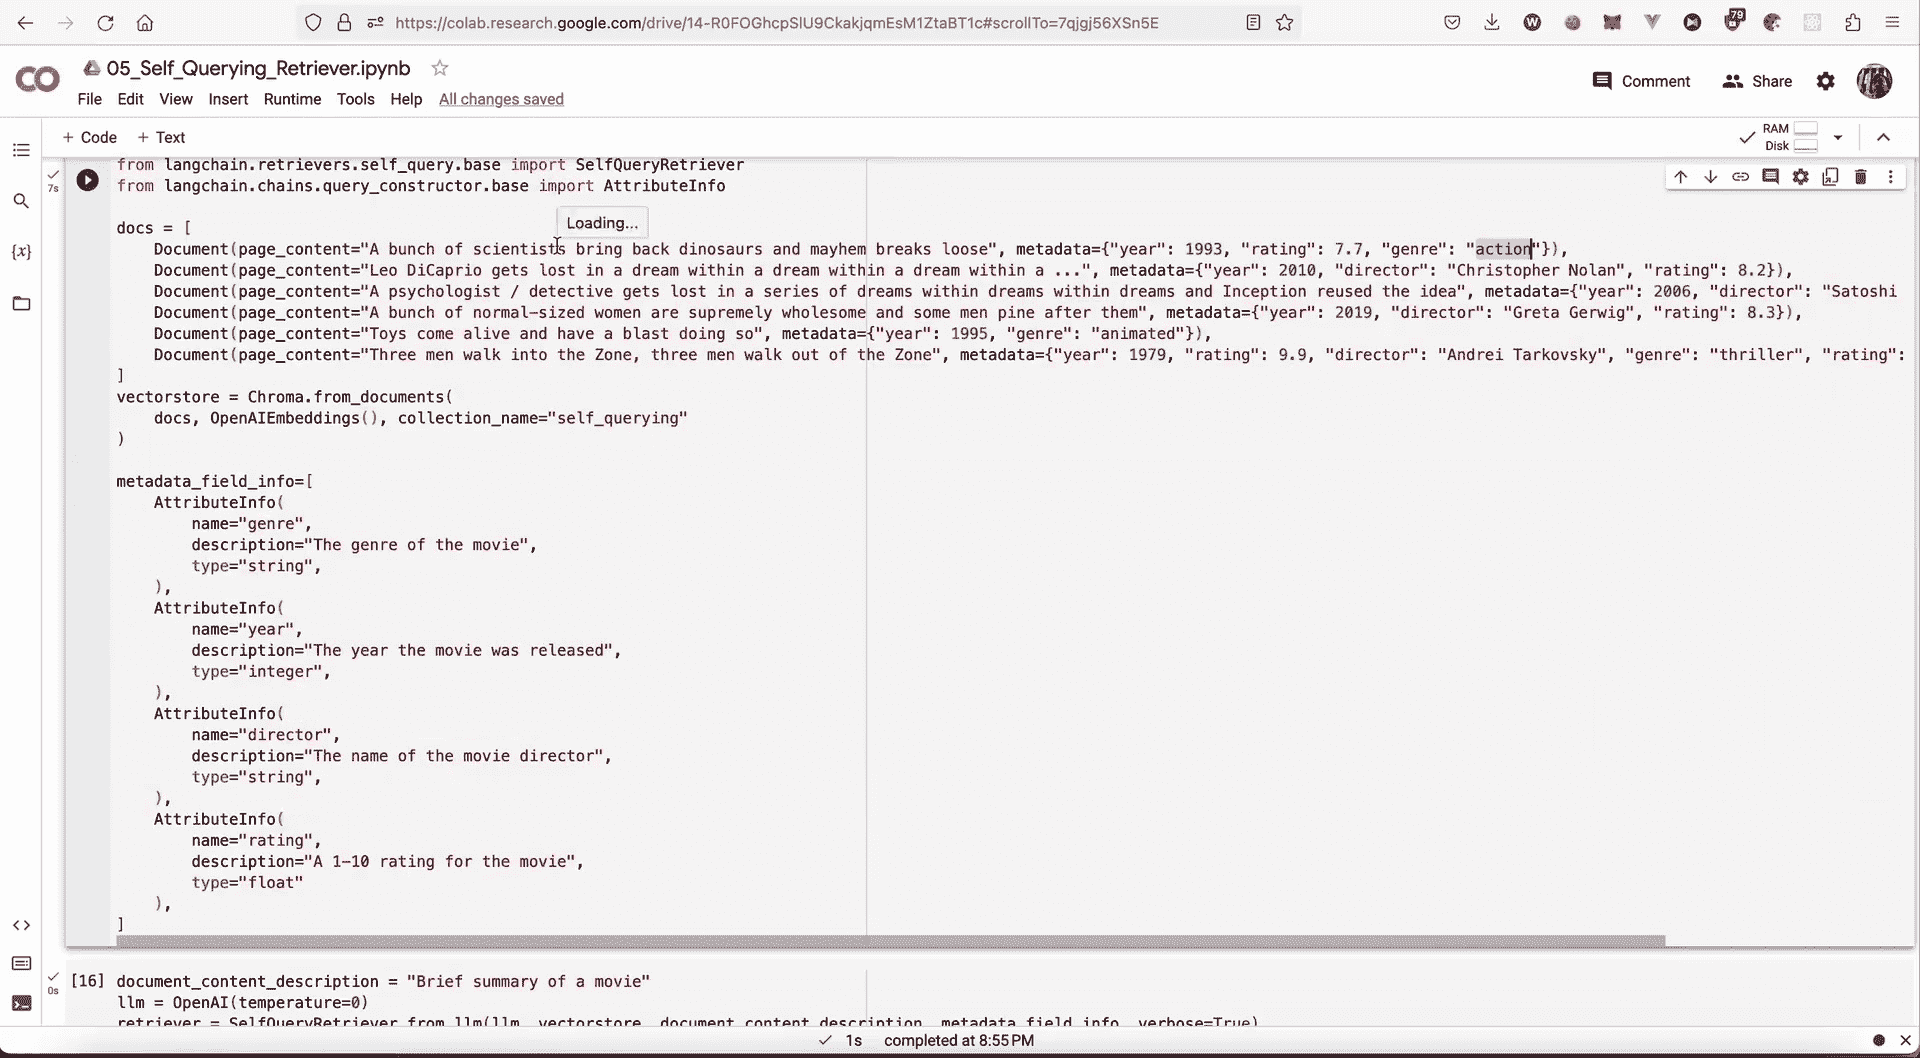 https://colab.research.google.com/drive/14-R0FOGhcpSlU9CkakjqmEsM1ZtaBT1c#scrollTo=7qjgj56XSn5E
79
05_Self_Querying_Retriever.ipynb
Comment
Share
File Edit View Insert Runtime Tools Help All changes saved
+ Code + Text
RAM
Disk
from langchain.retrievers.self_query.base import SelfQueryRetriever
7s
from langchain.chains.query_constructor.base import AttributeInfo
Loading...
docs = [
Document(page_content="A bunch of scientists bring back dinosaurs and mayhem breaks loose", metadata={"year": 1993, "rating": 7.7, "genre": "action"}),
Document(page_content="Leo DiCaprio gets lost in a dream within a dream within a dream within a ...", metadata={"year": 2010, "director": "Christopher Nolan", "rating": 8.2}),
Document(page_content="A psychologist / detective gets lost in a series of dreams within dreams within dreams and Inception reused the idea", metadata={"year": 2006, "director": "Satoshi
Document(page_content="A bunch of normal-sized women are supremely wholesome and some men pine after them", metadata={"year": 2019, "director": "Greta Gerwig", "rating": 8.3}),
Document(page_content="Toys come alive and have a blast doing so", metadata={"year": 1995, "genre": "animated"}),
Document(page_content="Three men walk into the Zone, three men walk out of the Zone", metadata={"year": 1979, "rating": 9.9, "director": "Andrei Tarkovsky", "genre": "thriller", "rating":
]
vectorstore = Chroma.from_documents(
docs, OpenAIEmbeddings(), collection_name="self_querying"
)
metadata_field_info=[
AttributeInfo(
name="genre",
description="The genre of the movie",
type="string",
),
AttributeInfo(
name="year",
description="The year the movie was released",
type="integer",
),
AttributeInfo(
name="director",
description="The name of the movie director",
type="string",
),
AttributeInfo(
name="rating",
description="A 1-10 rating for the movie",
type="float"
),
]
[16] document_content_description = "Brief summary of a movie"
0s
llm = OpenAI(temperature=0)
retriever = SelfQueryRetriever.from_llm(llm, vectorstore, document_content_description, metadata_field_info, verbose=True)
1s completed at 8:55 PM